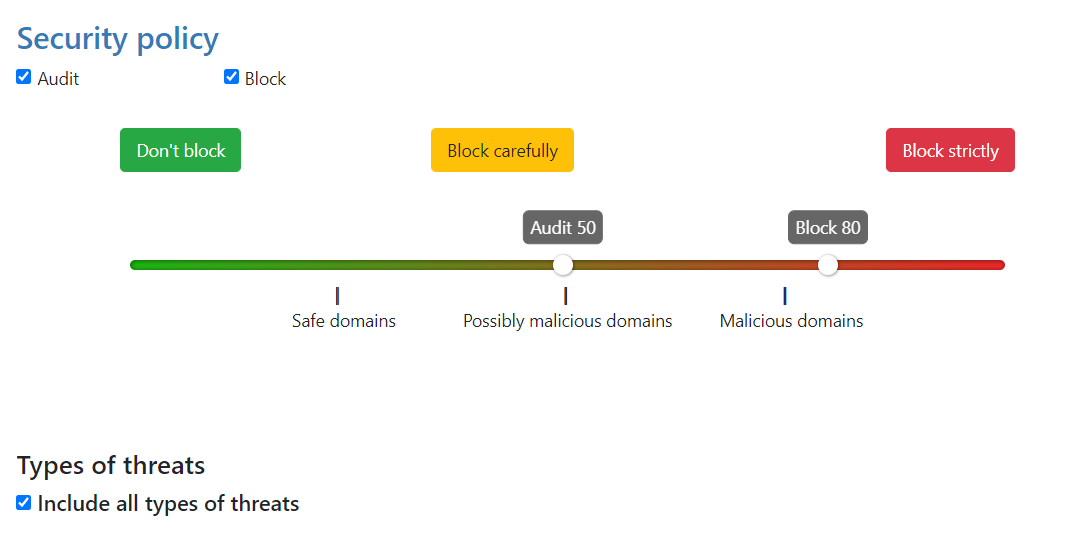 Security policy
Audit Block
Don't block Block carefully Block strictly
Audit 50 Block 80
Safe domains Possibly malicious domains Malicious domains
Types of threats
Include all types of threats